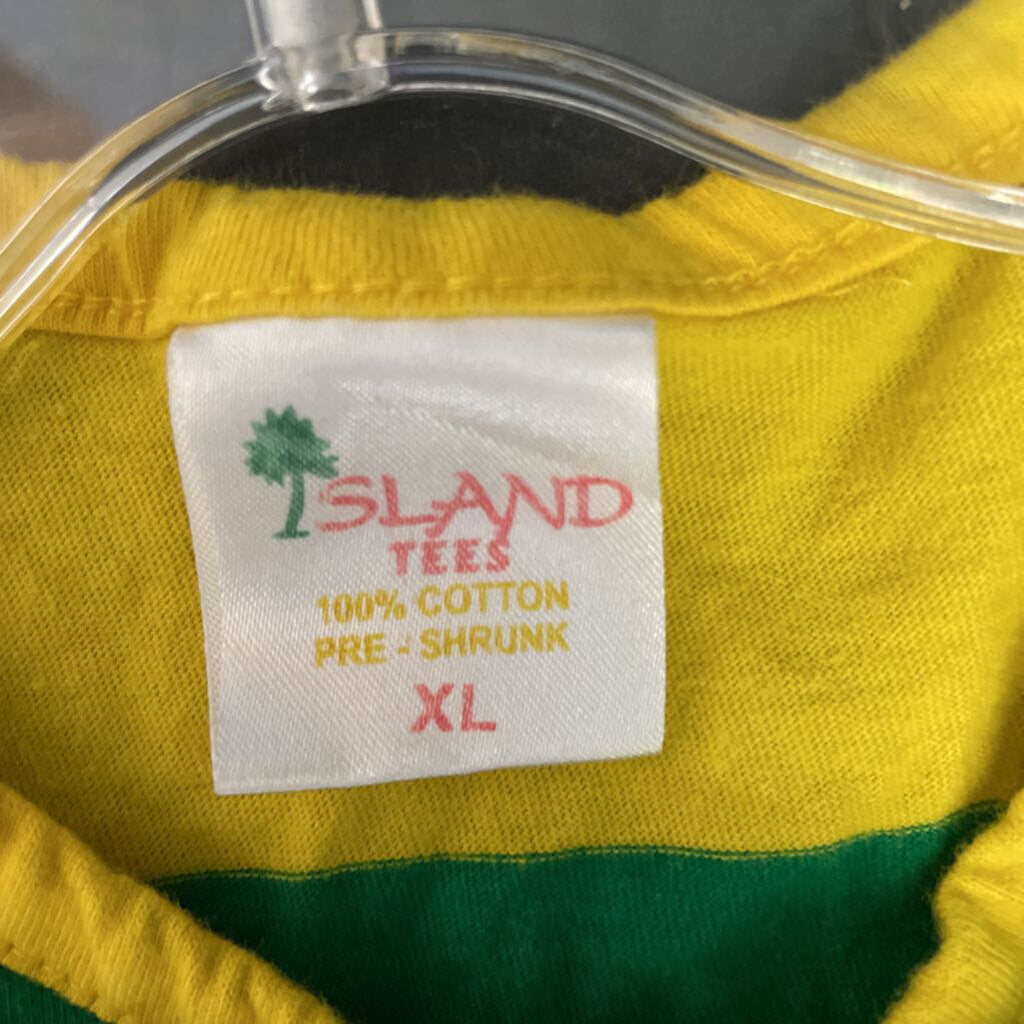 ISLAND
TEES
100% COTTON
PRE - SHRUNK
XL